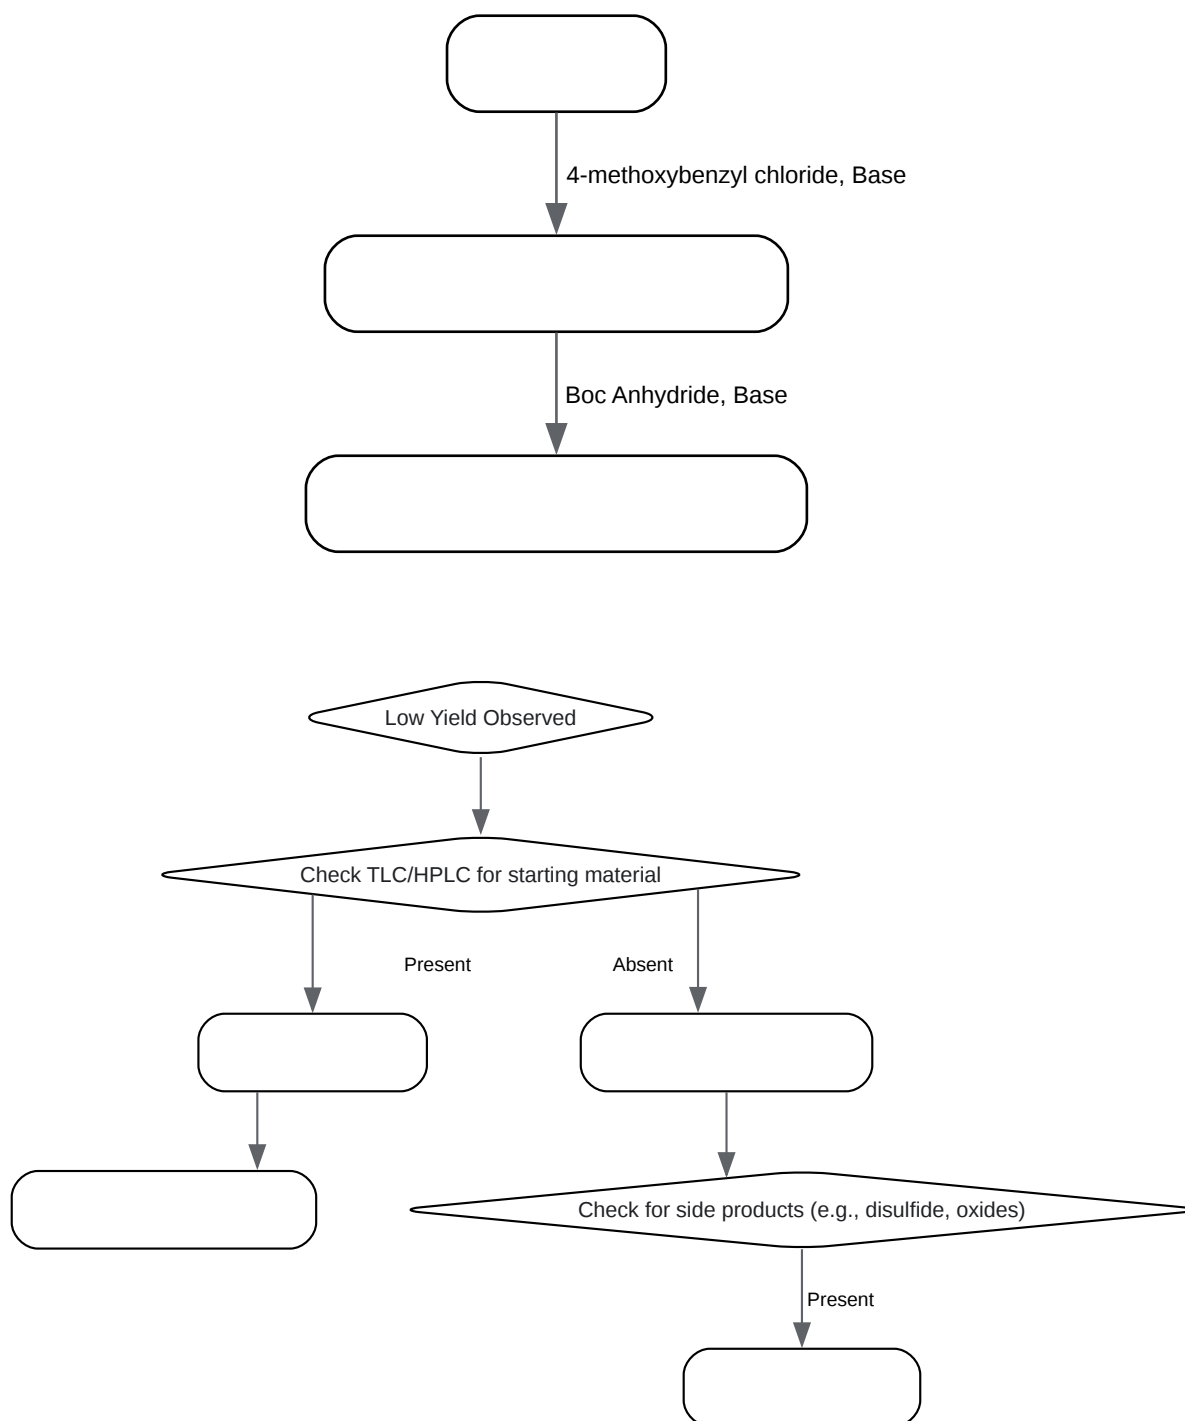 4-methoxybenzyl chloride, Base
Boc Anhydride, Base
Low Yield Observed
Check TLC/HPLC for starting material
Present
Absent
Check for side products (e.g., disulfide, oxides)
Present